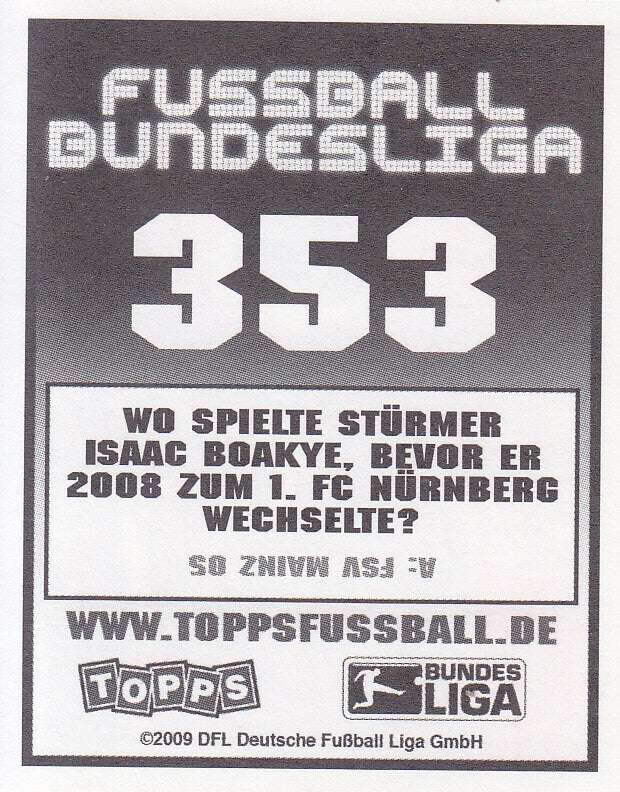 FUSSBALL
BUNDESLIGA
353
WO SPIELTE STÜRMER
ISAAC BOAKYE, BEVOR ER
2008 ZUM 1. FC NÜRNBERG
WECHSELTE?
A: FSV MAINZ 05
WWW.TOPPSFUSSBALL.DE
TOPPS
BUNDES
LIGA
©2009 DFL Deutsche Fußball Liga GmbH